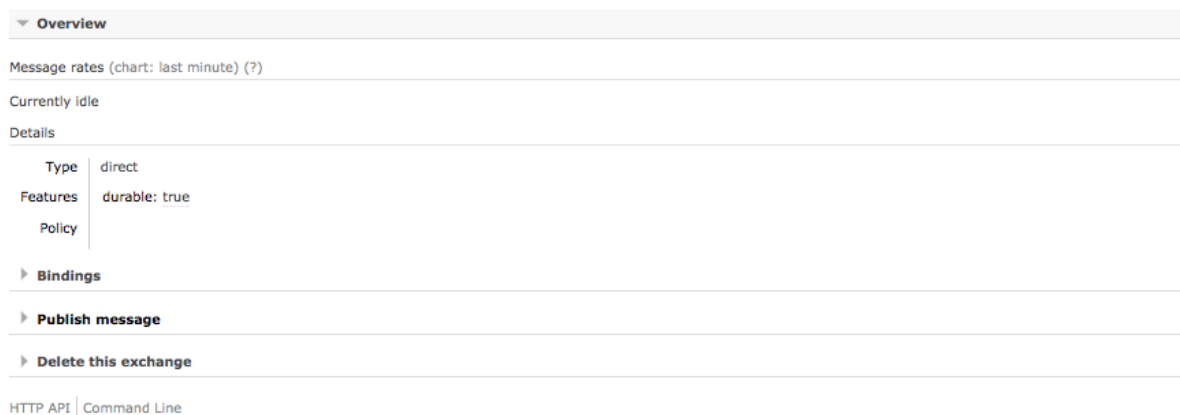 Overview
Message rates (chart: last minute) (?)
Currently idle
Details
Type direct
Features durable: true
Policy
Bindings
Publish message
Delete this exchange
HTTP API Command Line